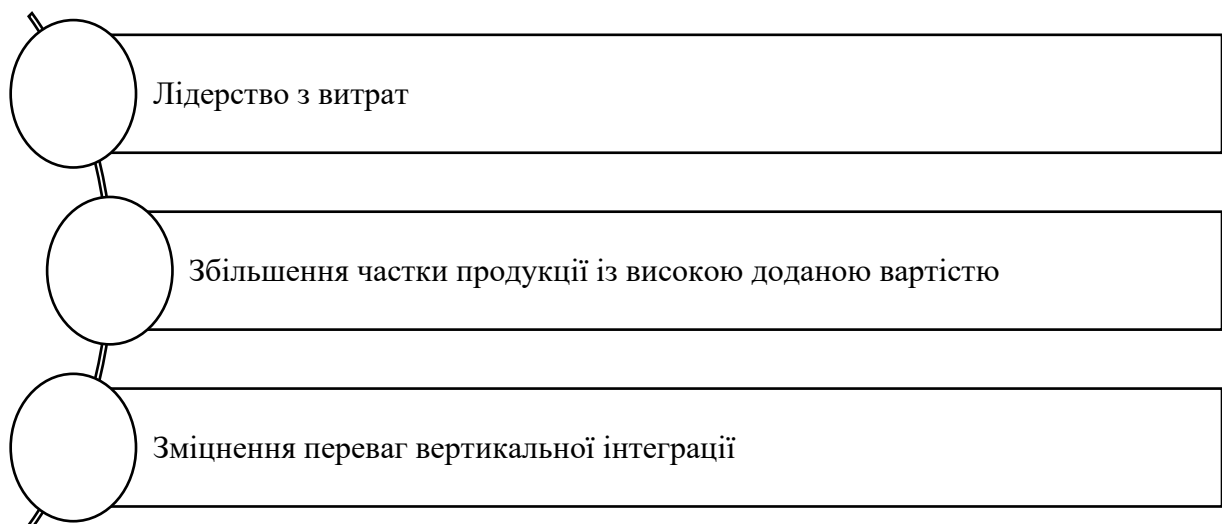 Лідерство з витрат
Збільшення частки продукції із високою доданою вартістю
Зміцнення переваг вертикальної інтеграції